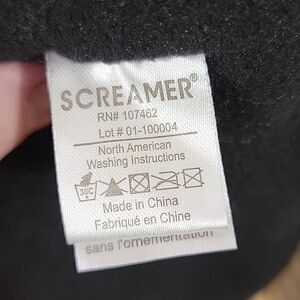 SCREAMER®
RN# 107462
Lot # 01-100004
North American
Washing Instructions
30C
Made in China
Fabriqué en Chine
sans l'ornementation